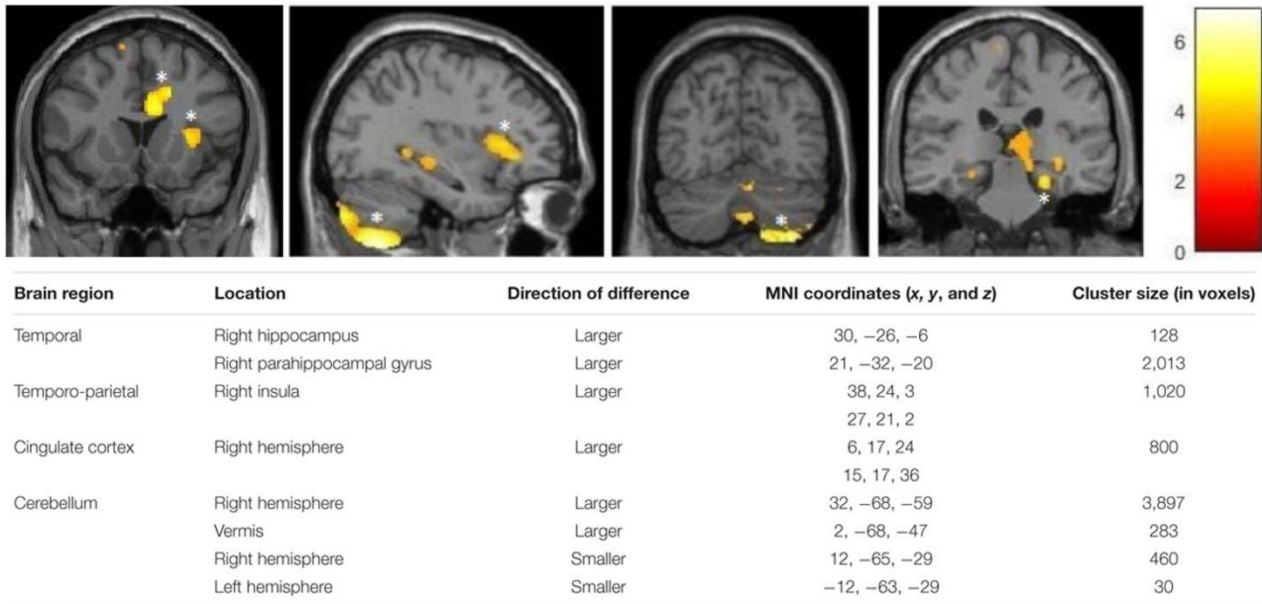 * * * * * *
6
4
2
0
Brain region Location Direction of difference MNI coordinates (x, y, and z) Cluster size (in voxels)
Temporal Right hippocampus Larger 30, −26, −6 128
Right parahippocampal gyrus Larger 21, −32, −20 2,013
Temporo-parietal Right insula Larger 38, 24, 3 1,020
27, 21, 2
Cingulate cortex Right hemisphere Larger 6, 17, 24 800
15, 17, 36
Cerebellum Right hemisphere Larger 32, −68, −59 3,897
Vermis Larger 2, −68, −47 283
Right hemisphere Smaller 12, −65, −29 460
Left hemisphere Smaller −12, −63, −29 30